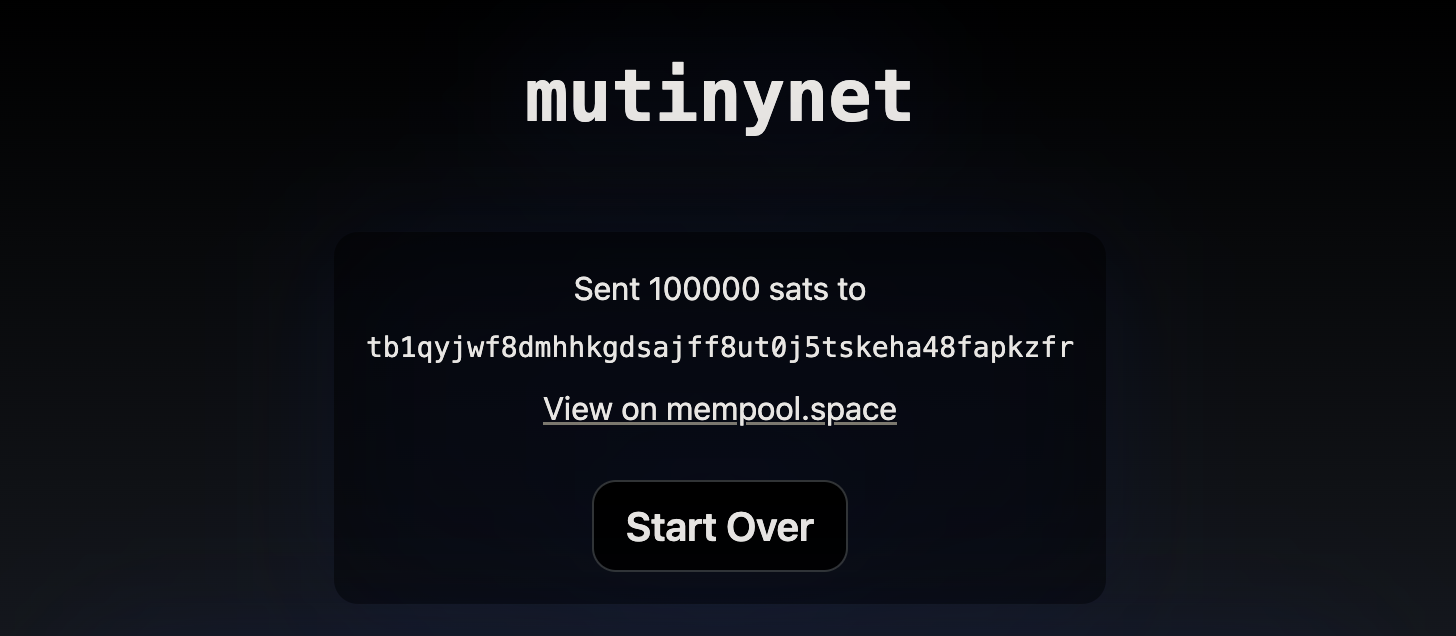 mutinynet
Sent 100000 sats to
tb1qyjwf8dmhhkgdsajff8ut0j5tskeha48fapkzfr
View on mempool.space
Start Over